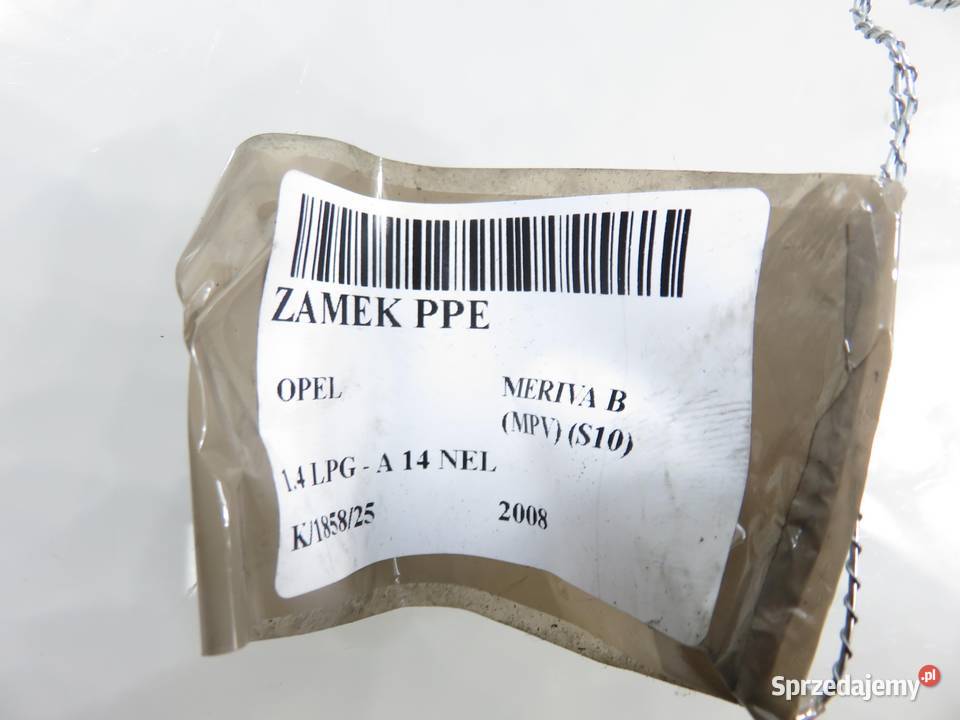 ZAMEK PPE
OPEL MERIVA B
(MPV) (S10)
1.4 LPG - A 14 NEL
K/1858/25 2008
Sprzedajemy.pl